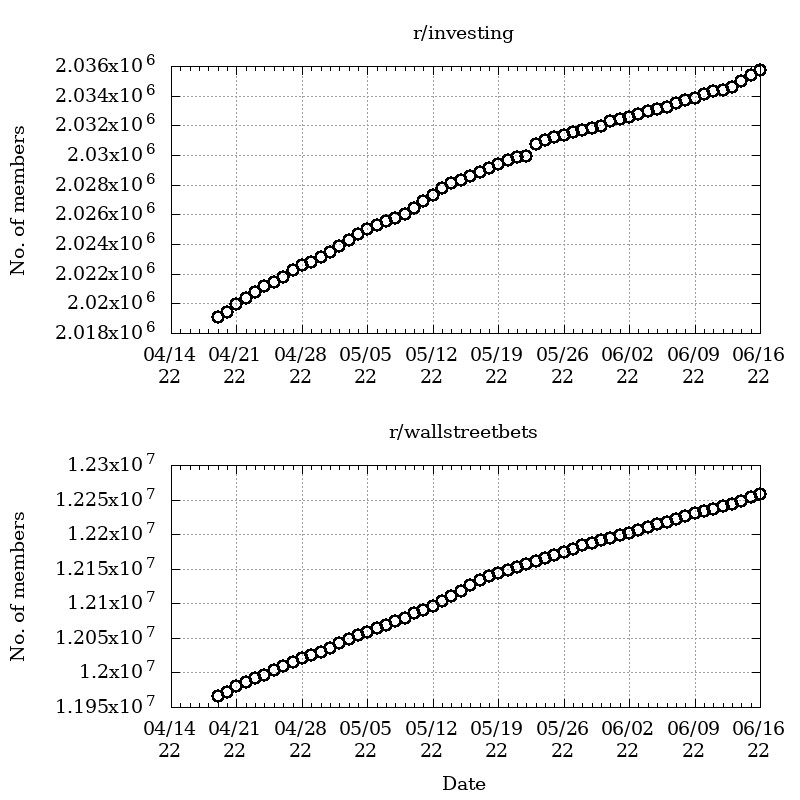 r/investing
2.036x10^6
2.034x10^6
2.032x10^6
2.03x10^6
2.028x10^6
2.026x10^6
2.024x10^6
2.022x10^6
2.02x10^6
2.018x10^6
No. of members
04/14 04/21 04/28 05/05 05/12 05/19 05/26 06/02 06/09 06/16
22 22 22 22 22 22 22 22 22 22
r/wallstreetbets
1.23x10^7
1.225x10^7
1.22x10^7
1.215x10^7
1.21x10^7
1.205x10^7
1.2x10^7
1.195x10^7
No. of members
04/14 04/21 04/28 05/05 05/12 05/19 05/26 06/02 06/09 06/16
22 22 22 22 22 22 22 22 22 22
Date